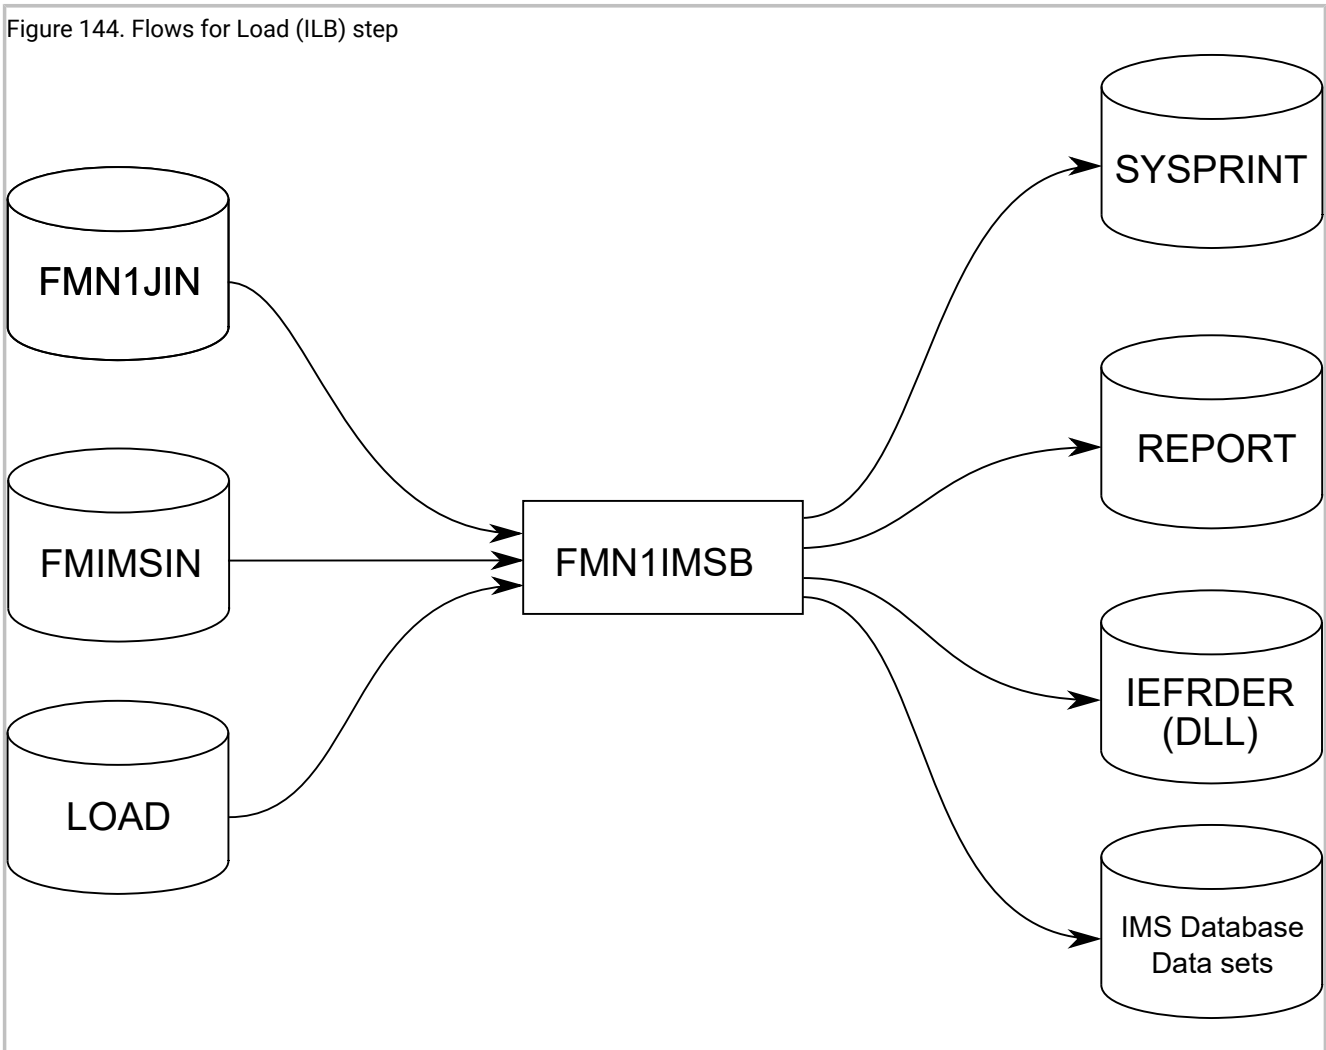 Figure 144. Flows for Load (ILB) step
SYSPRINT
FMN1JIN
REPORT
FMIMSIN
FMN1IMSB
IEFRDER
(DLL)
LOAD
IMS Database
Data sets